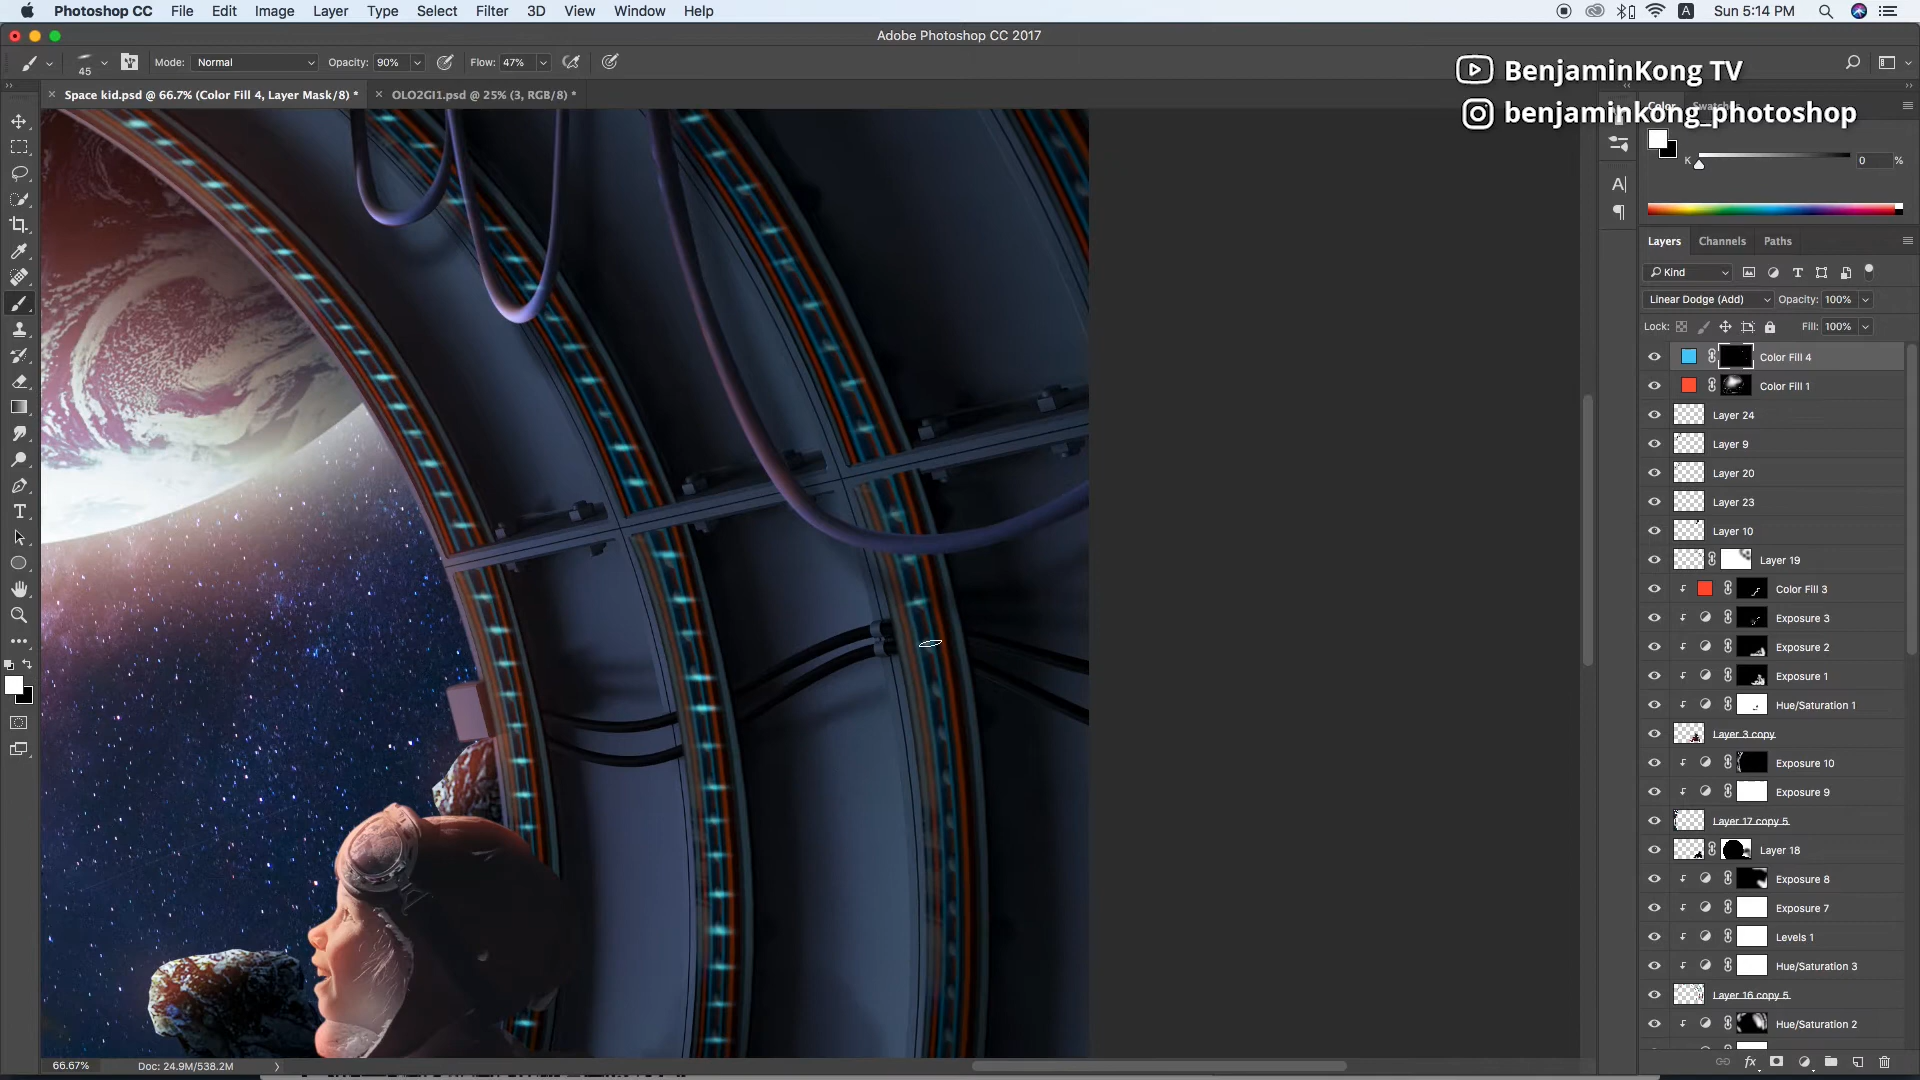 Photoshop CC File Edit Image Layer Type Select Filter 3D View Window Help
A Sun 5:14 PM
Adobe Photoshop CC 2017
45 Mode: Normal Opacity: 90% Flow: 47%
BenjaminKong TV
Space kid.psd @ 66.7% (Color Fill 4, Layer Mask/8) *
OLO2GI1.psd @ 25% (3, RGB/8) *
Color Swatches
benjaminkong_photoshop
K 0 %
Layers Channels Paths
Kind
Linear Dodge (Add) Opacity: 100%
Lock: Fill: 100%
Color Fill 4
Color Fill 1
Layer 24
Layer 9
Layer 20
Layer 23
Layer 10
Layer 19
Color Fill 3
Exposure 3
Exposure 2
Exposure 1
Hue/Saturation 1
Layer 3 copy
Exposure 10
Exposure 9
Layer 17 copy 5
Layer 18
Exposure 8
Exposure 7
Levels 1
Hue/Saturation 3
Layer 16 copy 5
Hue/Saturation 2
66.67% Doc: 24.9M/538.2M